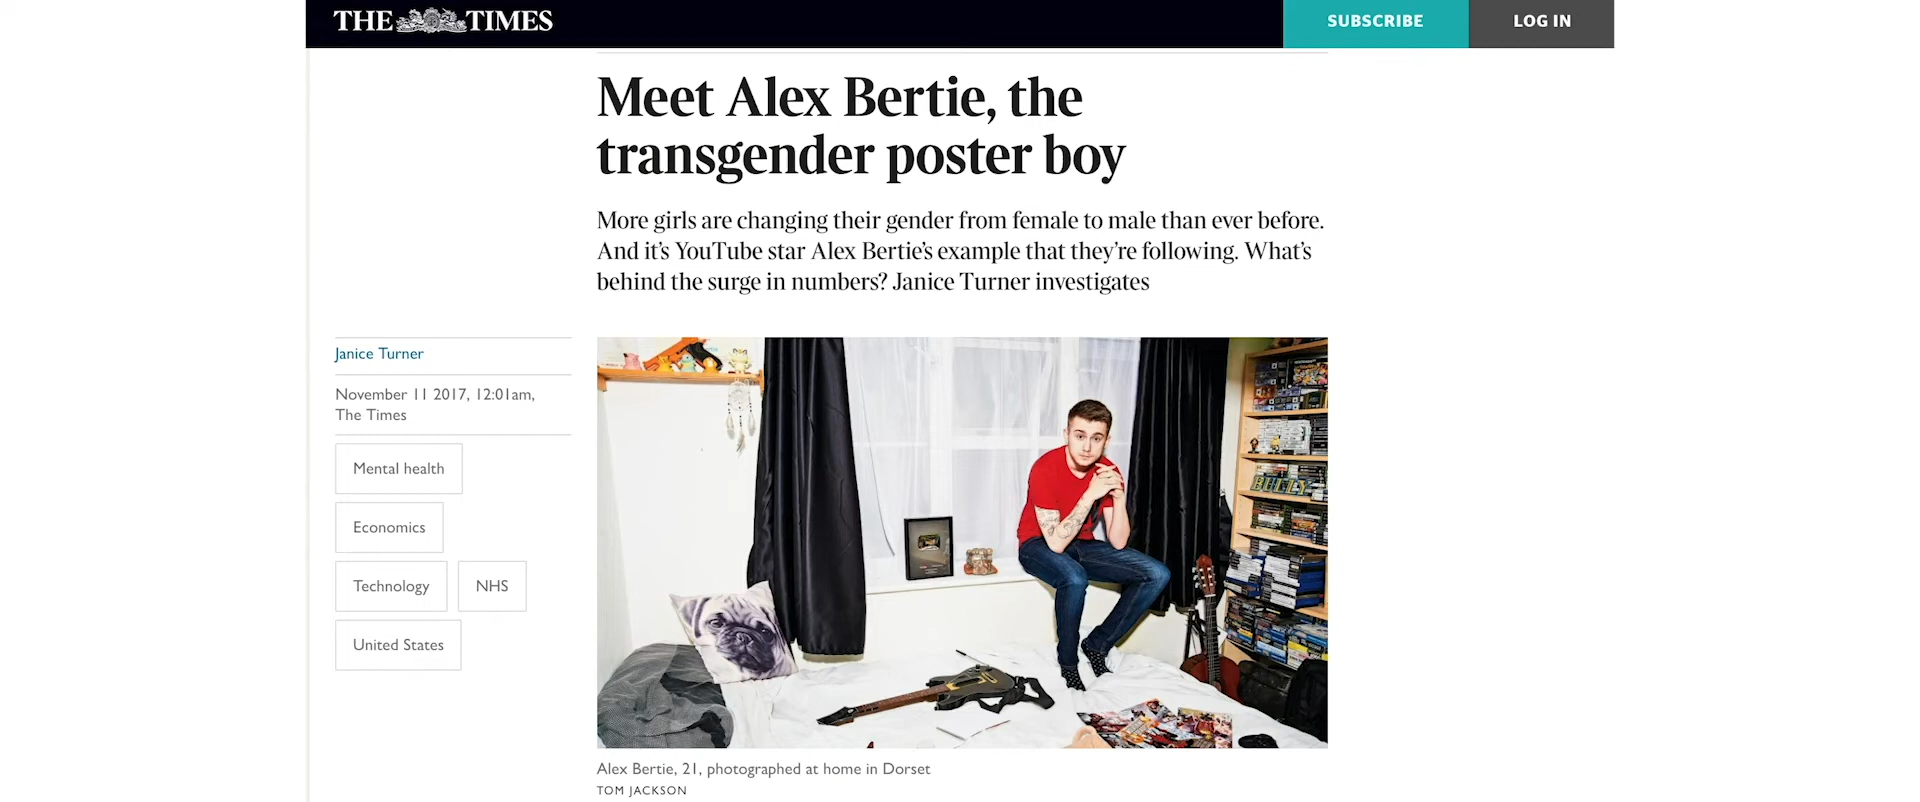 THE TIMES
SUBSCRIBE
LOG IN
Meet Alex Bertie, the
transgender poster boy
More girls are changing their gender from female to male than ever before.
And it's YouTube star Alex Bertie's example that they're following. What's
behind the surge in numbers? Janice Turner investigates
Janice Turner
November 11 2017, 12:01am,
The Times
Mental health
Economics
Technology
NHS
United States
Alex Bertie, 21, photographed at home in Dorset
TOM JACKSON